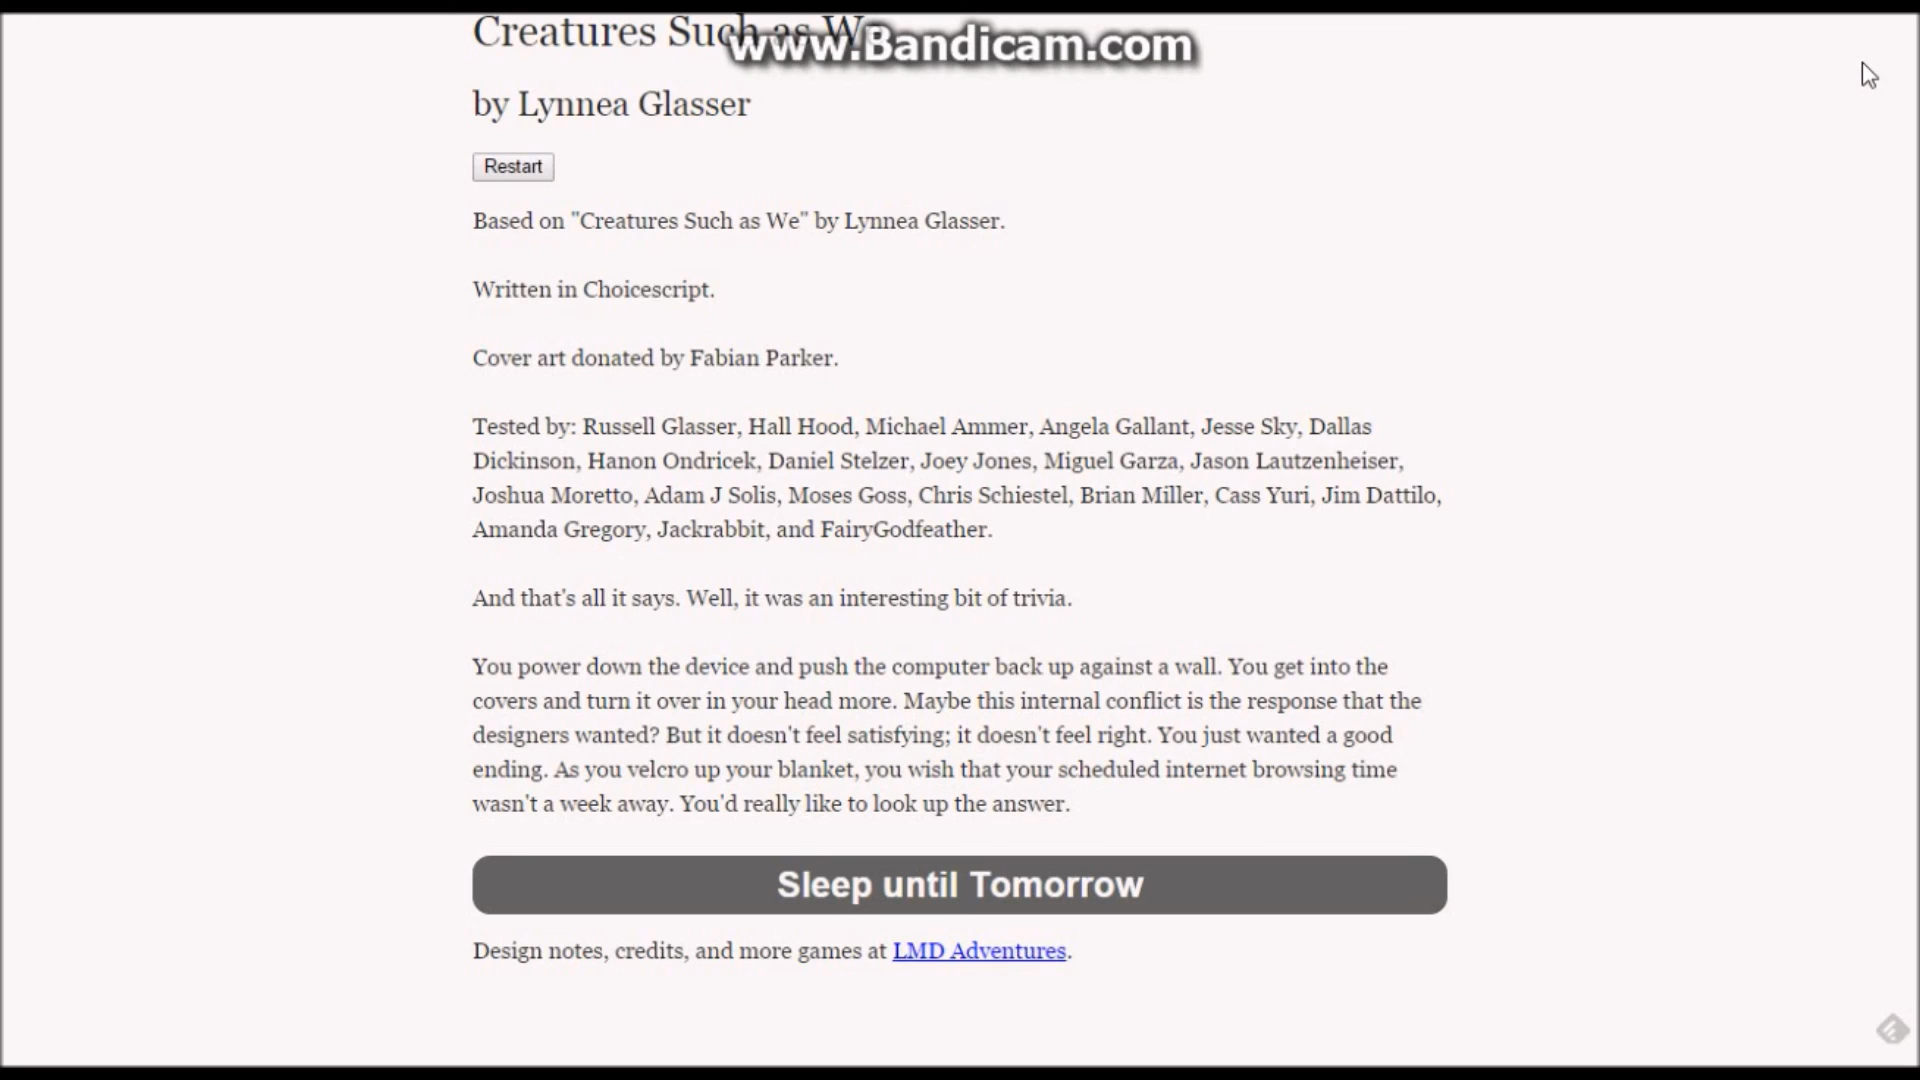 Creatures Such as We
www.Bandicam.com
by Lynnea Glasser
Restart
Based on "Creatures Such as We" by Lynnea Glasser.
Written in Choicescript.
Cover art donated by Fabian Parker.
Tested by: Russell Glasser, Hall Hood, Michael Ammer, Angela Gallant, Jesse Sky, Dallas
Dickinson, Hanon Ondricek, Daniel Stelzer, Joey Jones, Miguel Garza, Jason Lautzenheiser,
Joshua Moretto, Adam J Solis, Moses Goss, Chris Schiestel, Brian Miller, Cass Yuri, Jim Dattilo,
Amanda Gregory, Jackrabbit, and FairyGodfeather.
And that's all it says. Well, it was an interesting bit of trivia.
You power down the device and push the computer back up against a wall. You get into the
covers and turn it over in your head more. Maybe this internal conflict is the response that the
designers wanted? But it doesn't feel satisfying; it doesn't feel right. You just wanted a good
ending. As you velcro up your blanket, you wish that your scheduled internet browsing time
wasn't a week away. You'd really like to look up the answer.
Sleep until Tomorrow
Design notes, credits, and more games at LMD Adventures.